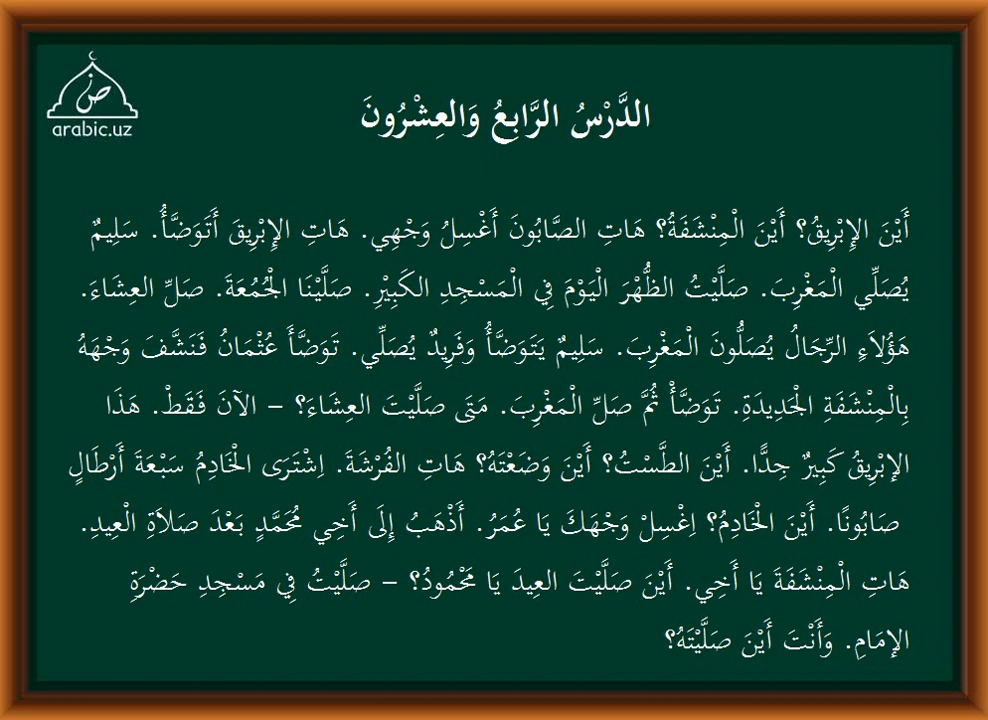 ض
arabic.uz
الدَّرْسُ الرَّابِعُ وَالعِشْرُونَ
أَيْنَ الإِبْرِيقُ؟ أَيْنَ الْمِنْشَفَةُ؟ هَاتِ الصَّابُونَ أَغْسِلُ وَجْهِي. هَاتِ الإِبْرِيقَ أَتَوَضَّأُ. سَلِيمٌ
يُصَلِّي الْمَغْرِبَ. صَلَّيْتُ الظُّهْرَ الْيَوْمَ فِي الْمَسْجِدِ الكَبِيْرِ. صَلَّيْنَا الْجُمُعَةَ. صَلِّ العِشَاءَ.
هَؤُلاَءِ الرِّجَالُ يُصَلُّونَ الْمَغْرِبَ. سَلِيمٌ يَتَوَضَّأُ وَفَرِيدٌ يُصَلِّي. تَوَضَّأَ عُثْمَانُ فَنَشَّفَ وَجْهَهُ
بِالْمِنْشَفَةِ الْجَدِيدَةِ. تَوَضَّأْ ثُمَّ صَلِّ الْمَغْرِبَ. مَتَى صَلَّيْتَ العِشَاءَ؟ – الآنَ فَقَطْ. هَذَا
الإِبْرِيقُ كَبِيرٌ جِدًّا. أَيْنَ الطَّسْتُ؟ أَيْنَ وَضَعْتَهُ؟ هَاتِ الفُرْشَةَ. اِشْتَرَى الْخَادِمُ سَبْعَةَ أَرْطَالٍ
صَابُونًا. أَيْنَ الْخَادِمُ؟ اِغْسِلْ وَجْهَكَ يَا عُمَرُ. أَذْهَبُ إِلَى أَخِي مُحَمَّدٍ بَعْدَ صَلاَةِ الْعِيدِ.
هَاتِ الْمِنْشَفَةَ يَا أَخِي. أَيْنَ صَلَّيْتَ العِيدَ يَا مَحْمُودُ؟ – صَلَّيْتُ فِي مَسْجِدِ حَضْرَةِ
الإِمَامِ. وَأَنْتَ أَيْنَ صَلَّيْتَهُ؟